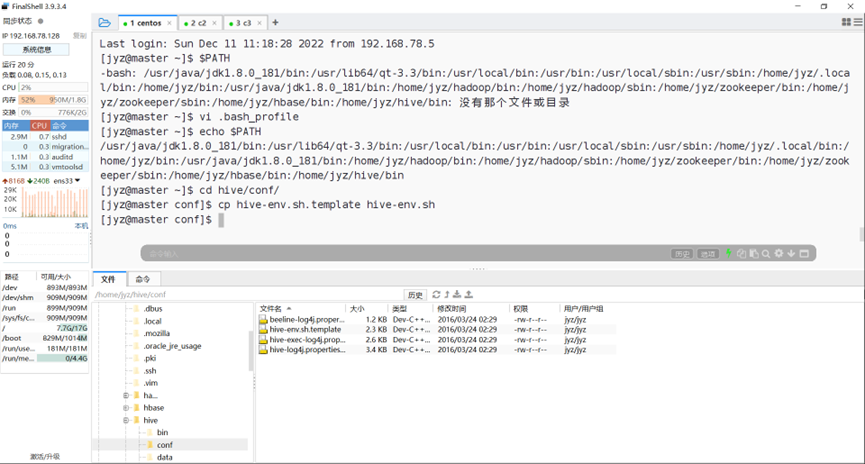 FinalShell 3.9.3.4
同步状态
1 centos
2 c2
3 c3
IP 192.168.78.128
复制
系统信息
运行 20 分
负载 0.08, 0.15, 0.13
CPU 2%
内存 52% 950M/1.8G
交换 0% 776K/2G
内存 CPU 命令
2.9M 0.7 sshd
0 0.3 migration...
1.1M 0.3 auditd
5.1M 0.3 vmtoolsd
8168 240B ens33
29K
20K
10K
0ms 本机
0
0
0
路径 可用/大小
/dev 893M/893M
/dev/shm 909M/909M
/run 899M/909M
/sys/fs/c... 909M/909M
/ 7.7G/17G
/boot 829M/1014M
/run/use... 181M/181M
/run/me... 0/4.4G
激活/升级
Last login: Sun Dec 11 11:18:28 2022 from 192.168.78.5
[jyz@master ~]$ $PATH
-bash: /usr/java/jdk1.8.0_181/bin:/usr/lib64/qt-3.3/bin:/usr/local/bin:/usr/bin:/usr/local/sbin:/usr/sbin:/home/jyz/.loca
l/bin:/home/jyz/bin:/usr/java/jdk1.8.0_181/bin:/home/jyz/hadoop/bin:/home/jyz/hadoop/sbin:/home/jyz/zookeeper/bin:/home/j
yz/zookeeper/sbin:/home/jyz/hbase/bin:/home/jyz/hive/bin: 没有那个文件或目录
[jyz@master ~]$ vi .bash_profile
[jyz@master ~]$ echo $PATH
/usr/java/jdk1.8.0_181/bin:/usr/lib64/qt-3.3/bin:/usr/local/bin:/usr/bin:/usr/local/sbin:/usr/sbin:/home/jyz/.local/bin:/
home/jyz/bin:/usr/java/jdk1.8.0_181/bin:/home/jyz/hadoop/bin:/home/jyz/hadoop/sbin:/home/jyz/zookeeper/bin:/home/jyz/zook
eeper/sbin:/home/jyz/hbase/bin:/home/jyz/hive/bin
[jyz@master ~]$ cd hive/conf/
[jyz@master conf]$ cp hive-env.sh.template hive-env.sh
[jyz@master conf]$
命令输入
历史
选项
文件 命令
/home/jyz/hive/conf
历史
.dbus
.local
.mozilla
.oracle_jre_usage
.pki
.ssh
.vim
ha...
hbase
hive
bin
conf
data
文件名 大小 类型 修改时间 权限 用户/用户组
beeline-log4j.proper... 1.2 KB Dev-C++... 2016/03/24 02:29 -rw-r--r-- jyz/jyz
hive-env.sh.template 2.3 KB Dev-C++... 2016/03/24 02:29 -rw-r--r-- jyz/jyz
hive-exec-log4j.prop... 2.6 KB Dev-C++... 2016/03/24 02:29 -rw-r--r-- jyz/jyz
hive-log4j.properties... 3.4 KB Dev-C++... 2016/03/24 02:29 -rw-r--r-- jyz/jyz